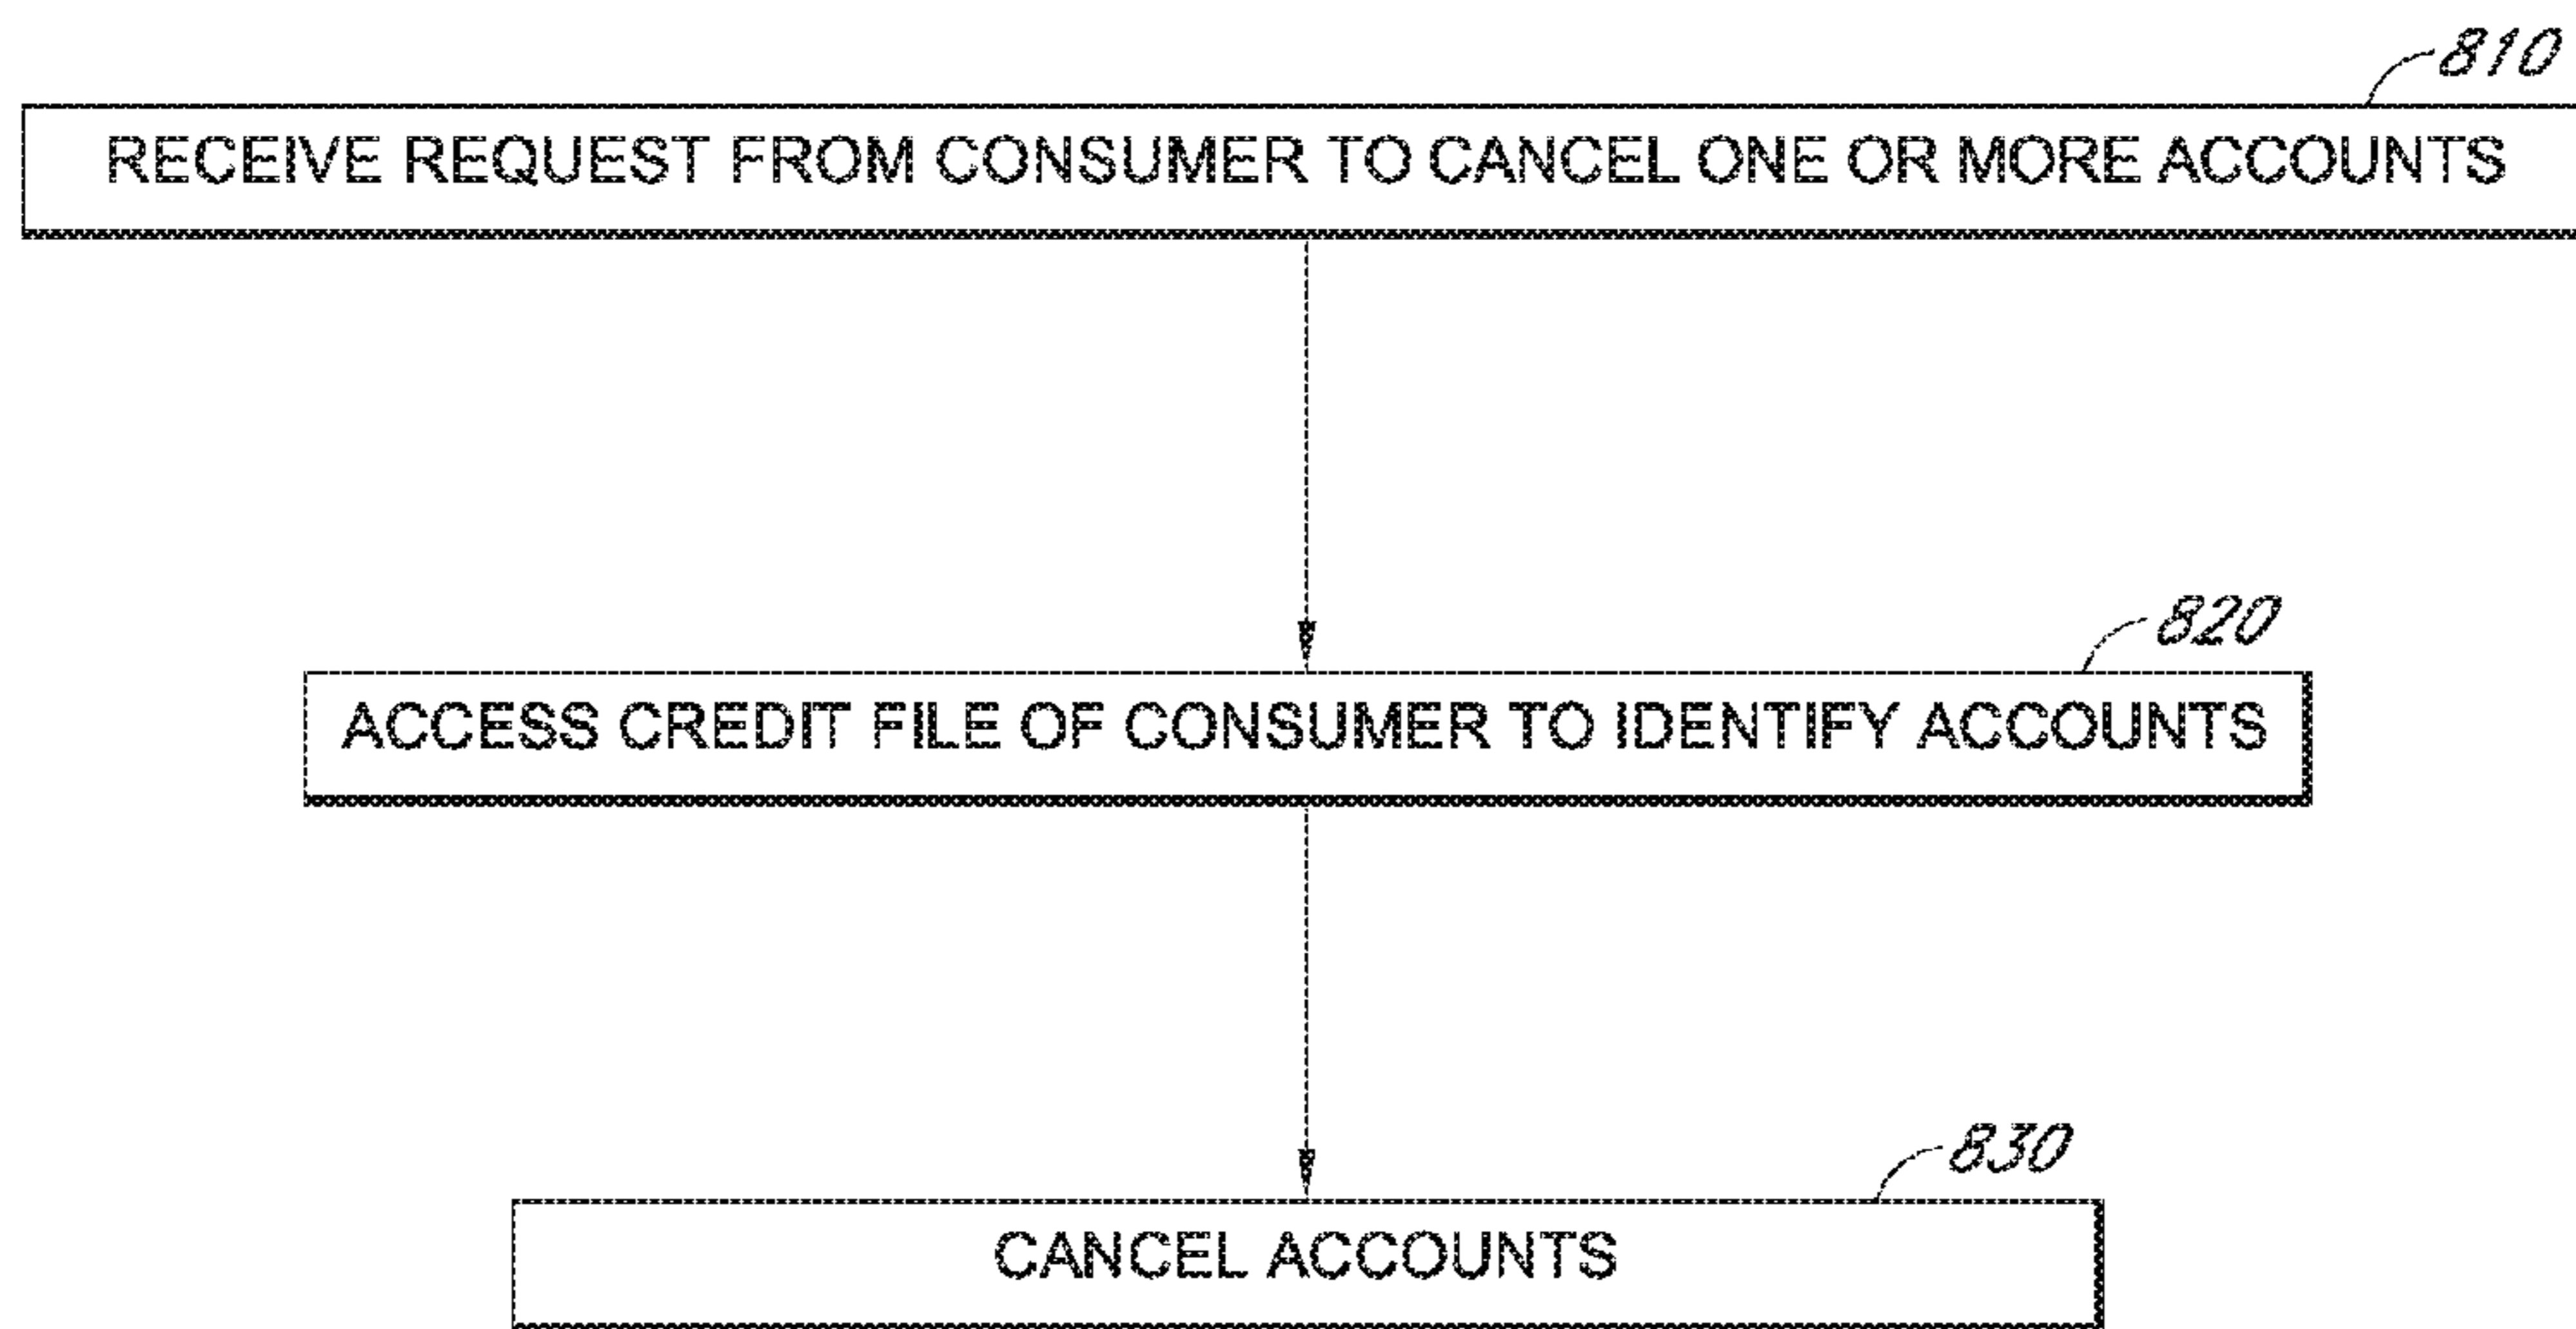 810
RECEIVE REQUEST FROM CONSUMER TO CANCEL ONE OR MORE ACCOUNTS
820
ACCESS CREDIT FILE OF CONSUMER TO IDENTIFY ACCOUNTS
830
CANCEL ACCOUNTS